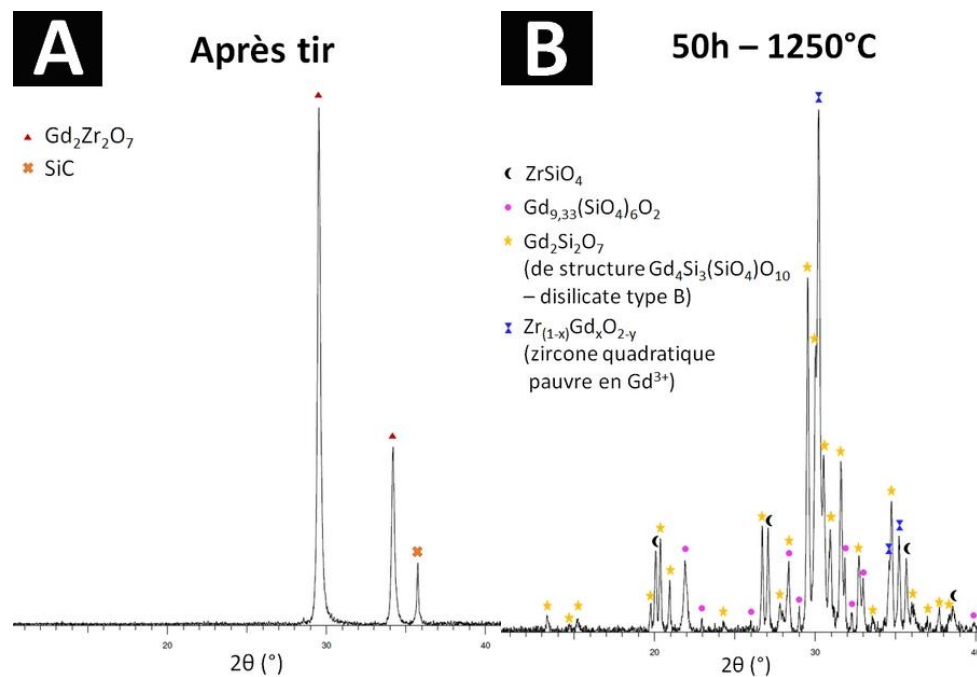 A
Après tir
Gd₂Zr₂O₇
SiC
20
30
40
2θ (°)
B
50h – 1250°C
ZrSiO₄
Gd₉,₃₃(SiO₄)₆O₂
Gd₂Si₂O₇
(de structure Gd₄Si₃(SiO₄)O₁₀
– disilicate type B)
Zr₍₁₋ₓ₎GdₓO₂₋ᵧ
(zircone quadratique
pauvre en Gd³⁺)
20
30
40
2θ (°)